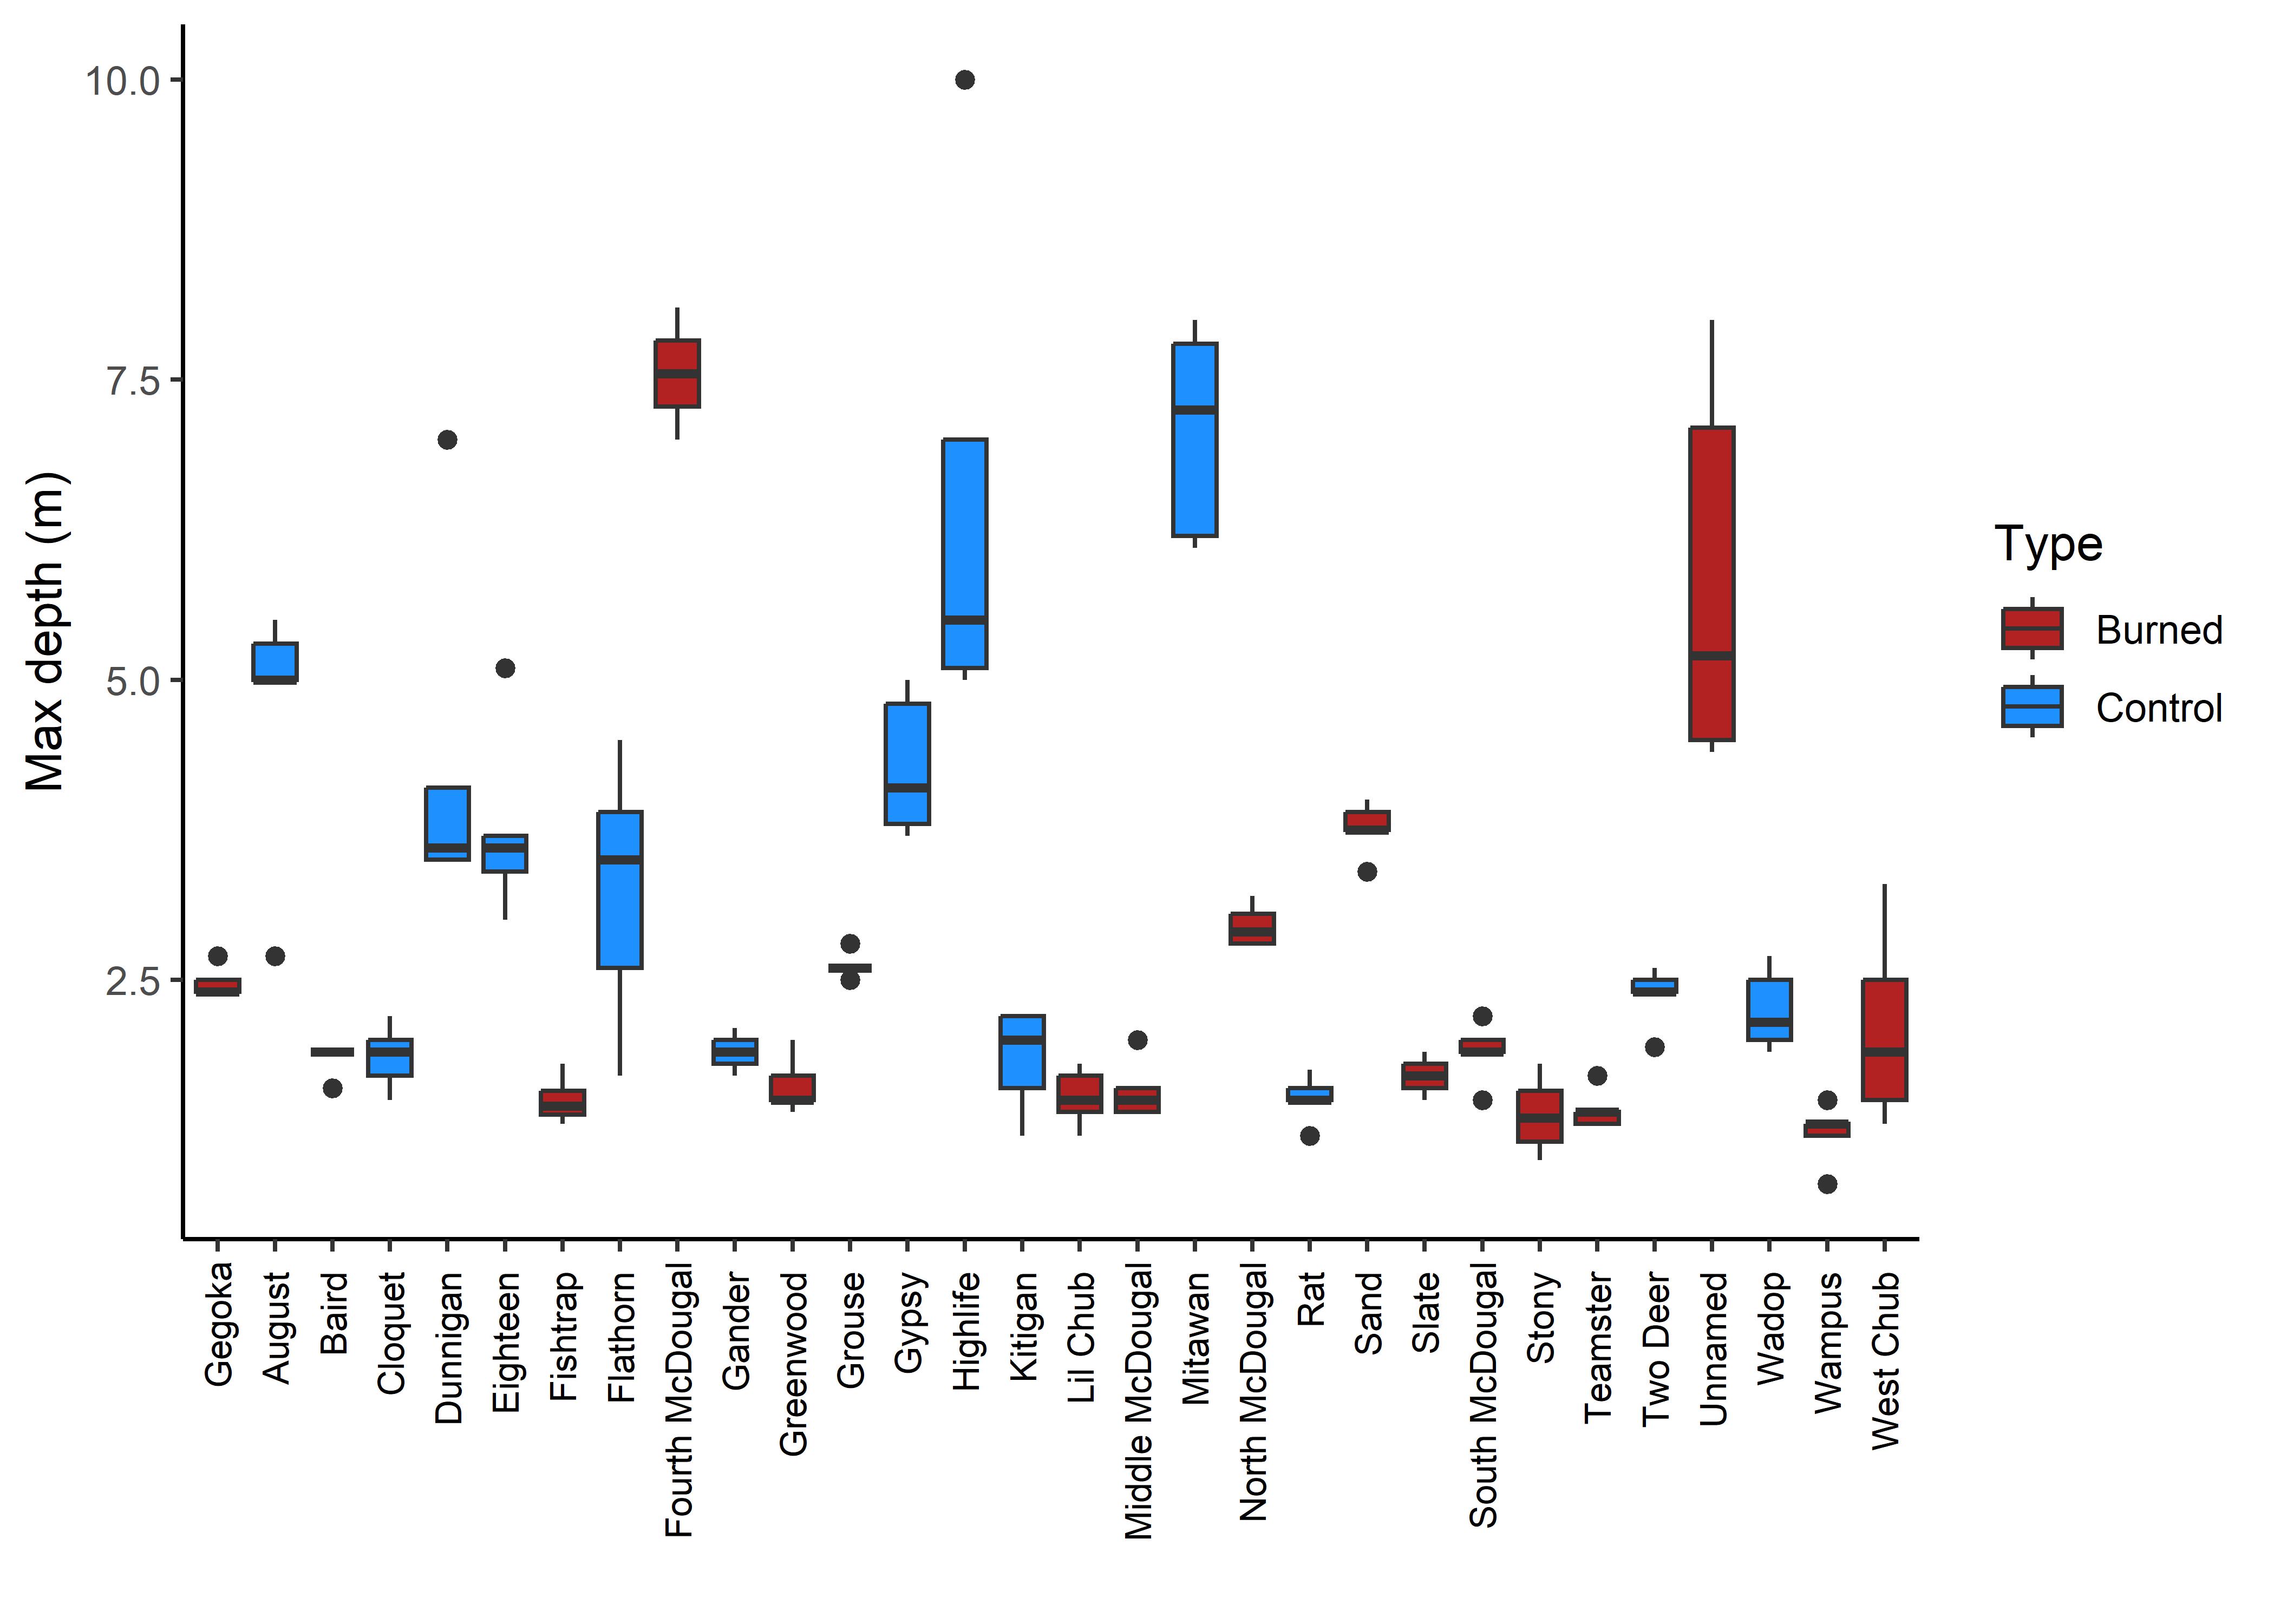 10.0
7.5
5.0
2.5
Max depth (m)
Gegoka
August
Baird
Cloquet
Dunnigan
Eighteen
Fishtrap
Flathorn
Fourth McDougal
Gander
Greenwood
Grouse
Gypsy
Highlife
Kitigan
Lil Chub
Middle McDougal
Mitawan
North McDougal
Rat
Sand
Slate
South McDougal
Stony
Teamster
Two Deer
Unnamed
Wadop
Wampus
West Chub
Type
Burned
Control